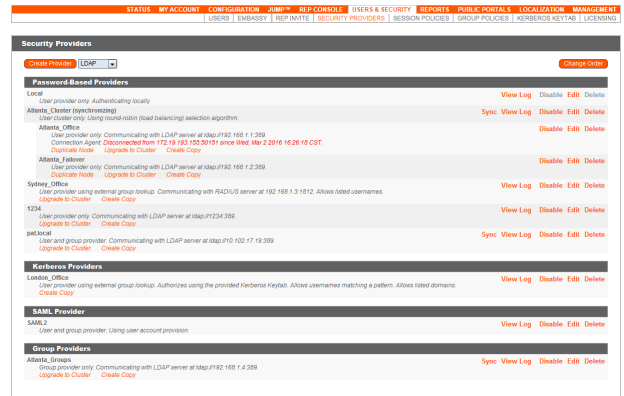 STATUS MY ACCOUNT CONFIGURATION JUMP™ REP CONSOLE USERS & SECURITY REPORTS PUBLIC PORTALS LOCALIZATION MANAGEMENT
USERS EMBASSY REP INVITE SECURITY PROVIDERS SESSION POLICIES GROUP POLICIES KERBEROS KEYTAB LICENSING
Security Providers
Create Provider LDAP Change Order
Password-Based Providers
Local View Log Disable Edit Delete
User provider only. Authenticating locally.
Atlanta_Cluster (synchronizing) Sync View Log Disable Edit Delete
User cluster only. Using round-robin (load balancing) selection algorithm.
Atlanta_Office Disable Edit Delete
User provider only. Communicating with LDAP server at ldap://192.168.1.1:389.
Connection Agent: Disconnected from 172.19.193.155:50151 since Wed, Mar 2 2016 16:26:18 CST.
Duplicate Node Upgrade to Cluster Create Copy
Atlanta_Failover Disable Edit Delete
User provider only. Communicating with LDAP server at ldap://192.168.1.2:389.
Duplicate Node Upgrade to Cluster Create Copy
Sydney_Office View Log Disable Edit Delete
User provider using external group lookup. Communicating with RADIUS server at 192.168.1.3:1812. Allows listed usernames.
Upgrade to Cluster Create Copy
1234 View Log Disable Edit Delete
User provider only. Communicating with LDAP server at ldap://1234:389.
Upgrade to Cluster Create Copy
pat.local Sync View Log Disable Edit Delete
User and group provider. Communicating with LDAP server at ldap://10.102.17.19:389.
Upgrade to Cluster Create Copy
Kerberos Providers
London_Office View Log Disable Edit Delete
User provider using external group lookup. Authorizes using the provided Kerberos Keytab. Allows usernames matching a pattern. Allows listed domains.
Create Copy
SAML Provider
SAML2 View Log Disable Edit Delete
User and group provider. Using user account provision.
Group Providers
Atlanta_Groups Sync View Log Disable Edit Delete
Group provider only. Communicating with LDAP server at ldap://192.168.1.4:389.
Upgrade to Cluster Create Copy